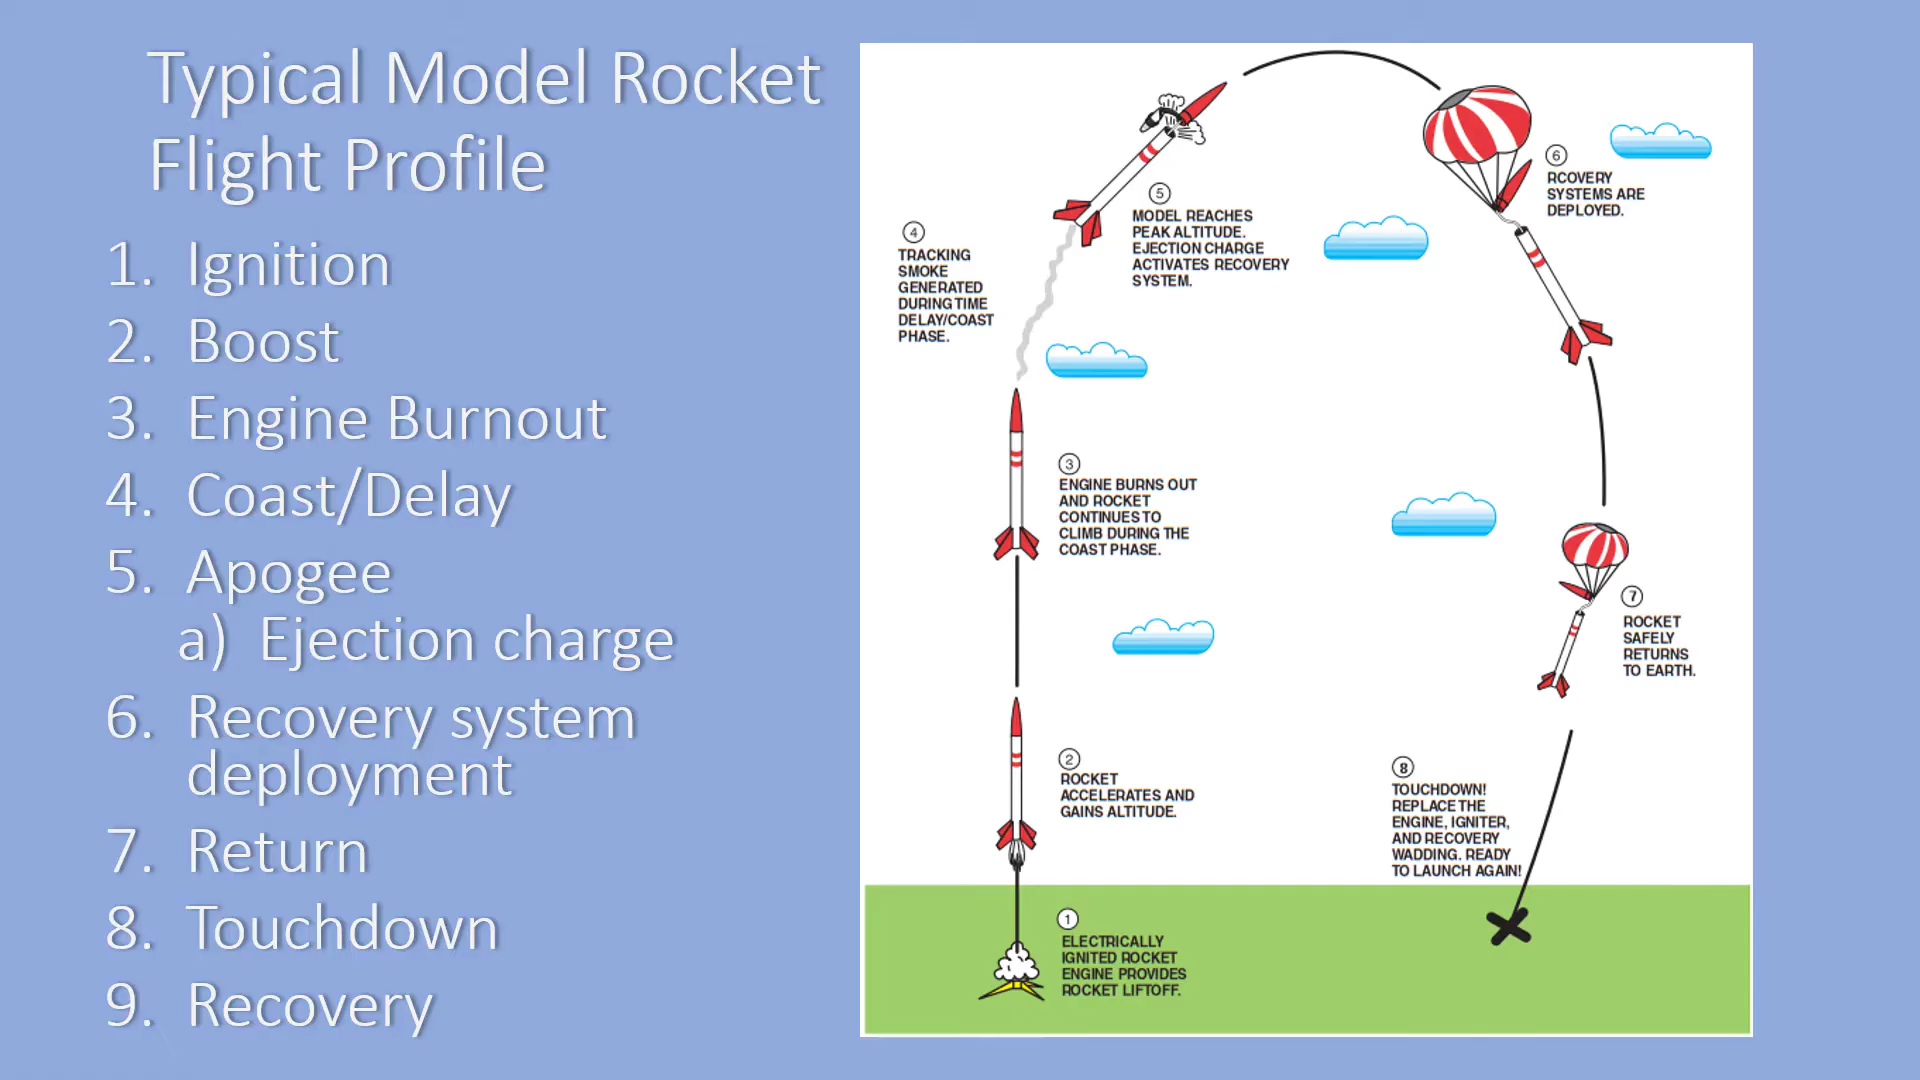 Typical Model Rocket
Flight Profile
1. Ignition
2. Boost
3. Engine Burnout
4. Coast/Delay
5. Apogee
a) Ejection charge
6. Recovery system
deployment
7. Return
8. Touchdown
9. Recovery
4
TRACKING
SMOKE
GENERATED
DURING TIME
DELAY/COAST
PHASE.
5
MODEL REACHES
PEAK ALTITUDE.
EJECTION CHARGE
ACTIVATES RECOVERY
SYSTEM.
6
RCOVERY
SYSTEMS ARE
DEPLOYED.
3
ENGINE BURNS OUT
AND ROCKET
CONTINUES TO
CLIMB DURING THE
COAST PHASE.
7
ROCKET
SAFELY
RETURNS
TO EARTH.
2
ROCKET
ACCELERATES AND
GAINS ALTITUDE.
8
TOUCHDOWN!
REPLACE THE
ENGINE, IGNITER,
AND RECOVERY
WADDING. READY
TO LAUNCH AGAIN!
1
ELECTRICALLY
IGNITED ROCKET
ENGINE PROVIDES
ROCKET LIFTOFF.